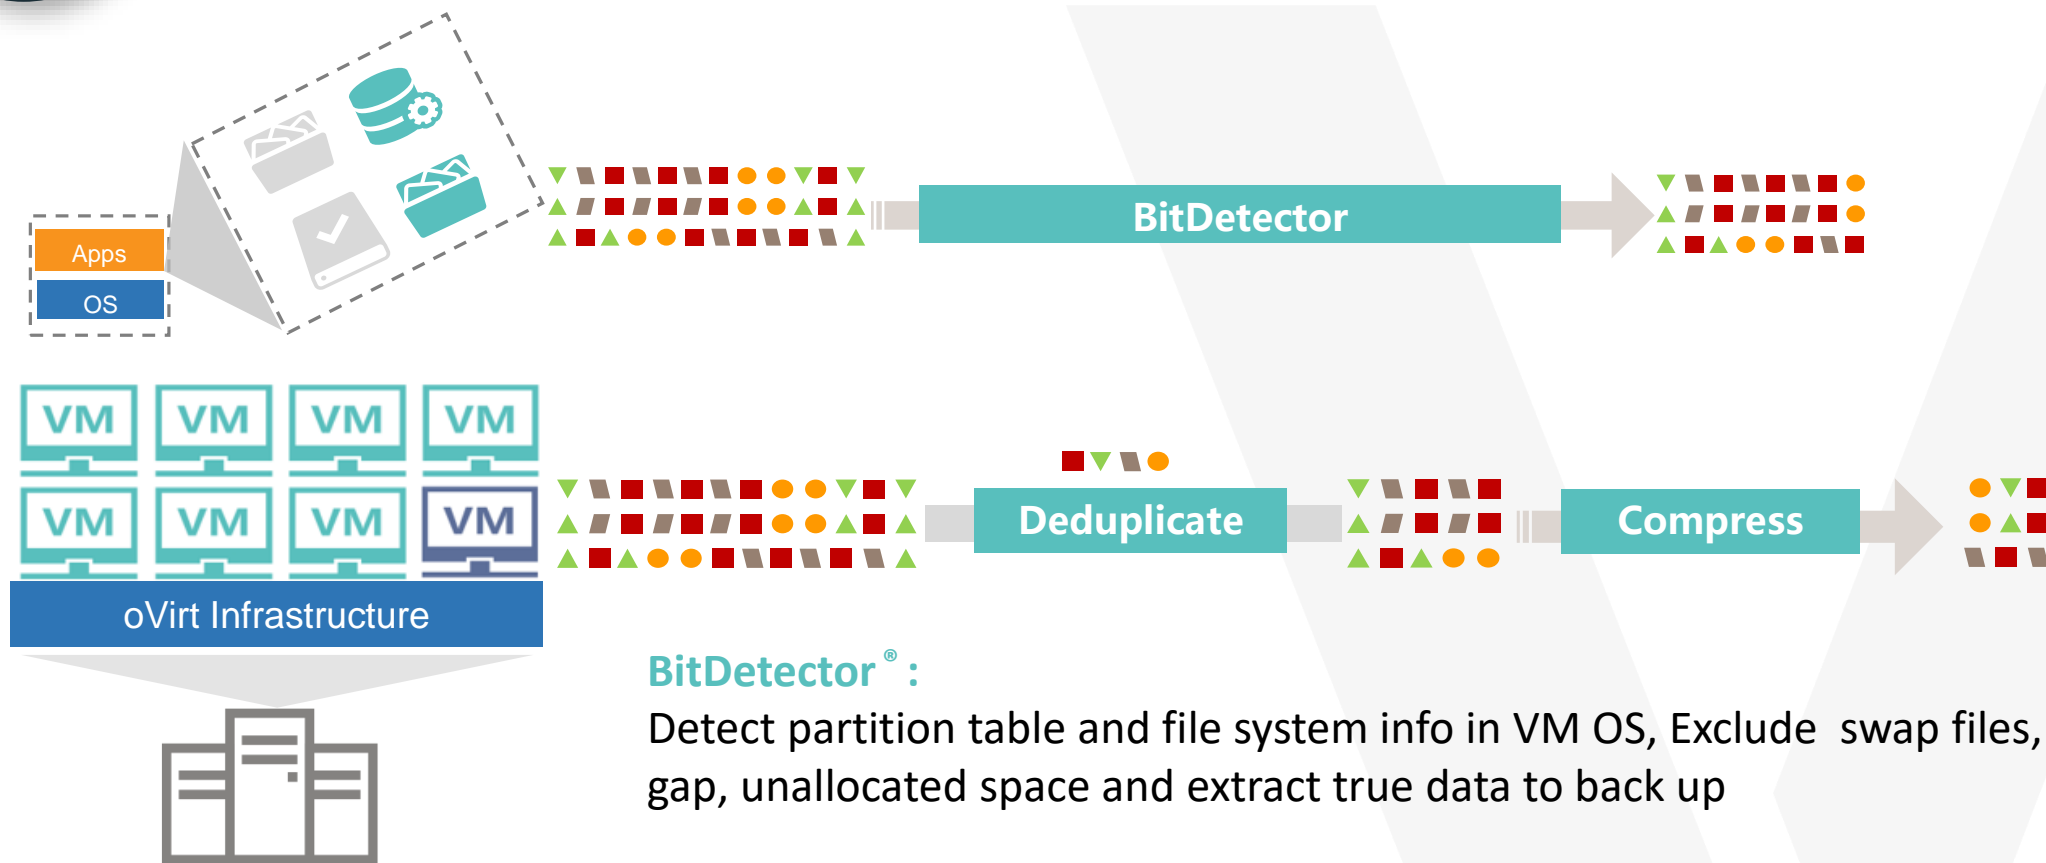 Apps
OS
BitDetector
VM VM VM VM
VM VM VM VM
oVirt Infrastructure
Deduplicate
Compress
BitDetector® :
Detect partition table and file system info in VM OS, Exclude  swap files,
gap, unallocated space and extract true data to back up